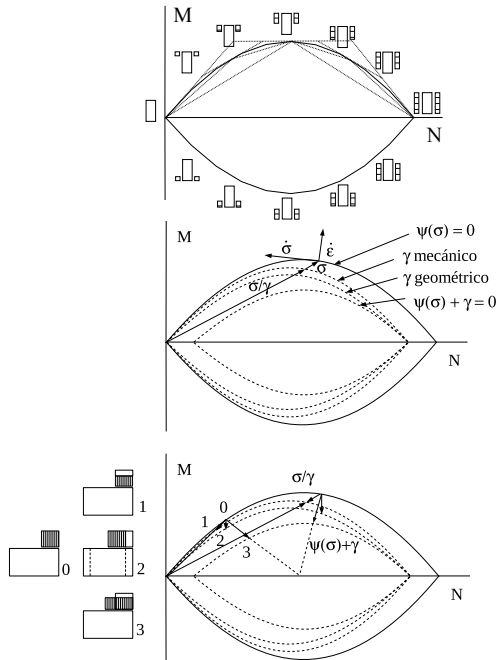 M
N
M
σ̇
ε̇
ψ(σ) = 0
σ
γ mecánico
σ/γ
γ geométrico
ψ(σ) + γ = 0
N
M
σ/γ
1
0
1
2
3
ψ(σ)+γ
0
2
N
3